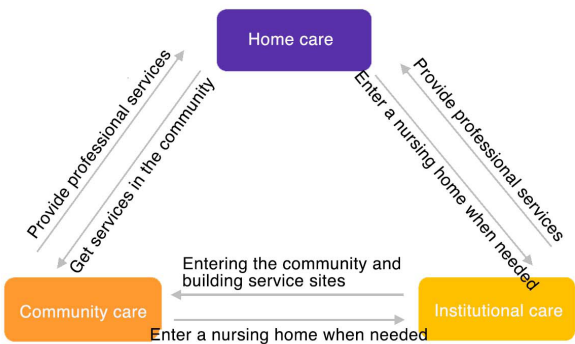 Home care
Provide professional services
Get services in the community
Enter a nursing home when needed
Provide professional services
Entering the community and
building service sites
Community care
Institutional care
Enter a nursing home when needed